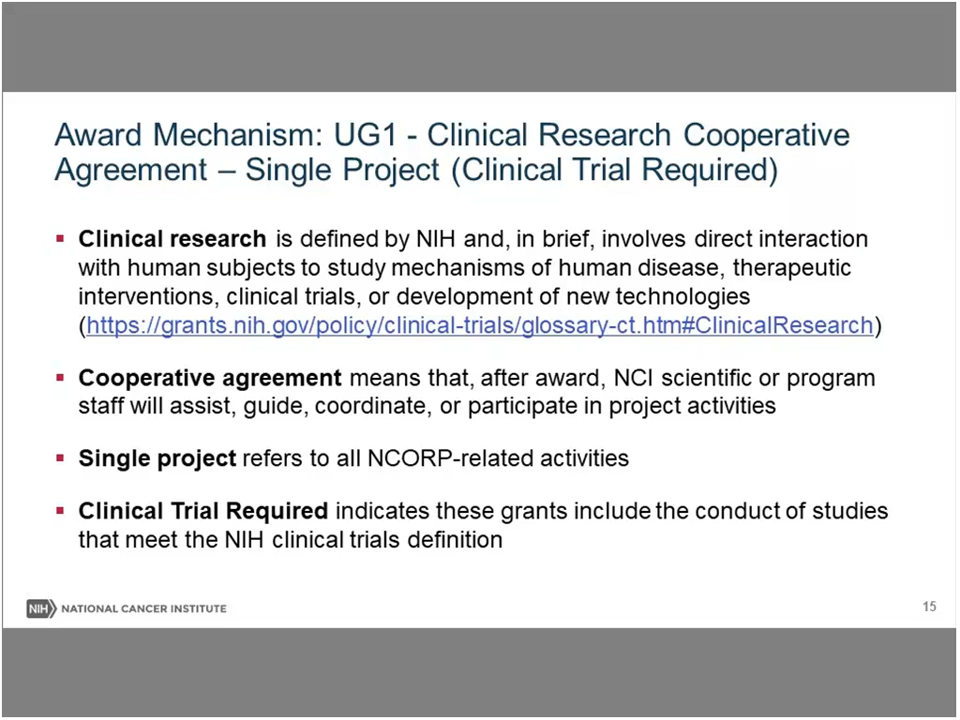 Award Mechanism: UG1 - Clinical Research Cooperative
Agreement – Single Project (Clinical Trial Required)
▪ Clinical research is defined by NIH and, in brief, involves direct interaction
with human subjects to study mechanisms of human disease, therapeutic
interventions, clinical trials, or development of new technologies
(https://grants.nih.gov/policy/clinical-trials/glossary-ct.htm#ClinicalResearch)
▪ Cooperative agreement means that, after award, NCI scientific or program
staff will assist, guide, coordinate, or participate in project activities
▪ Single project refers to all NCORP-related activities
▪ Clinical Trial Required indicates these grants include the conduct of studies
that meet the NIH clinical trials definition
NIH NATIONAL CANCER INSTITUTE
15